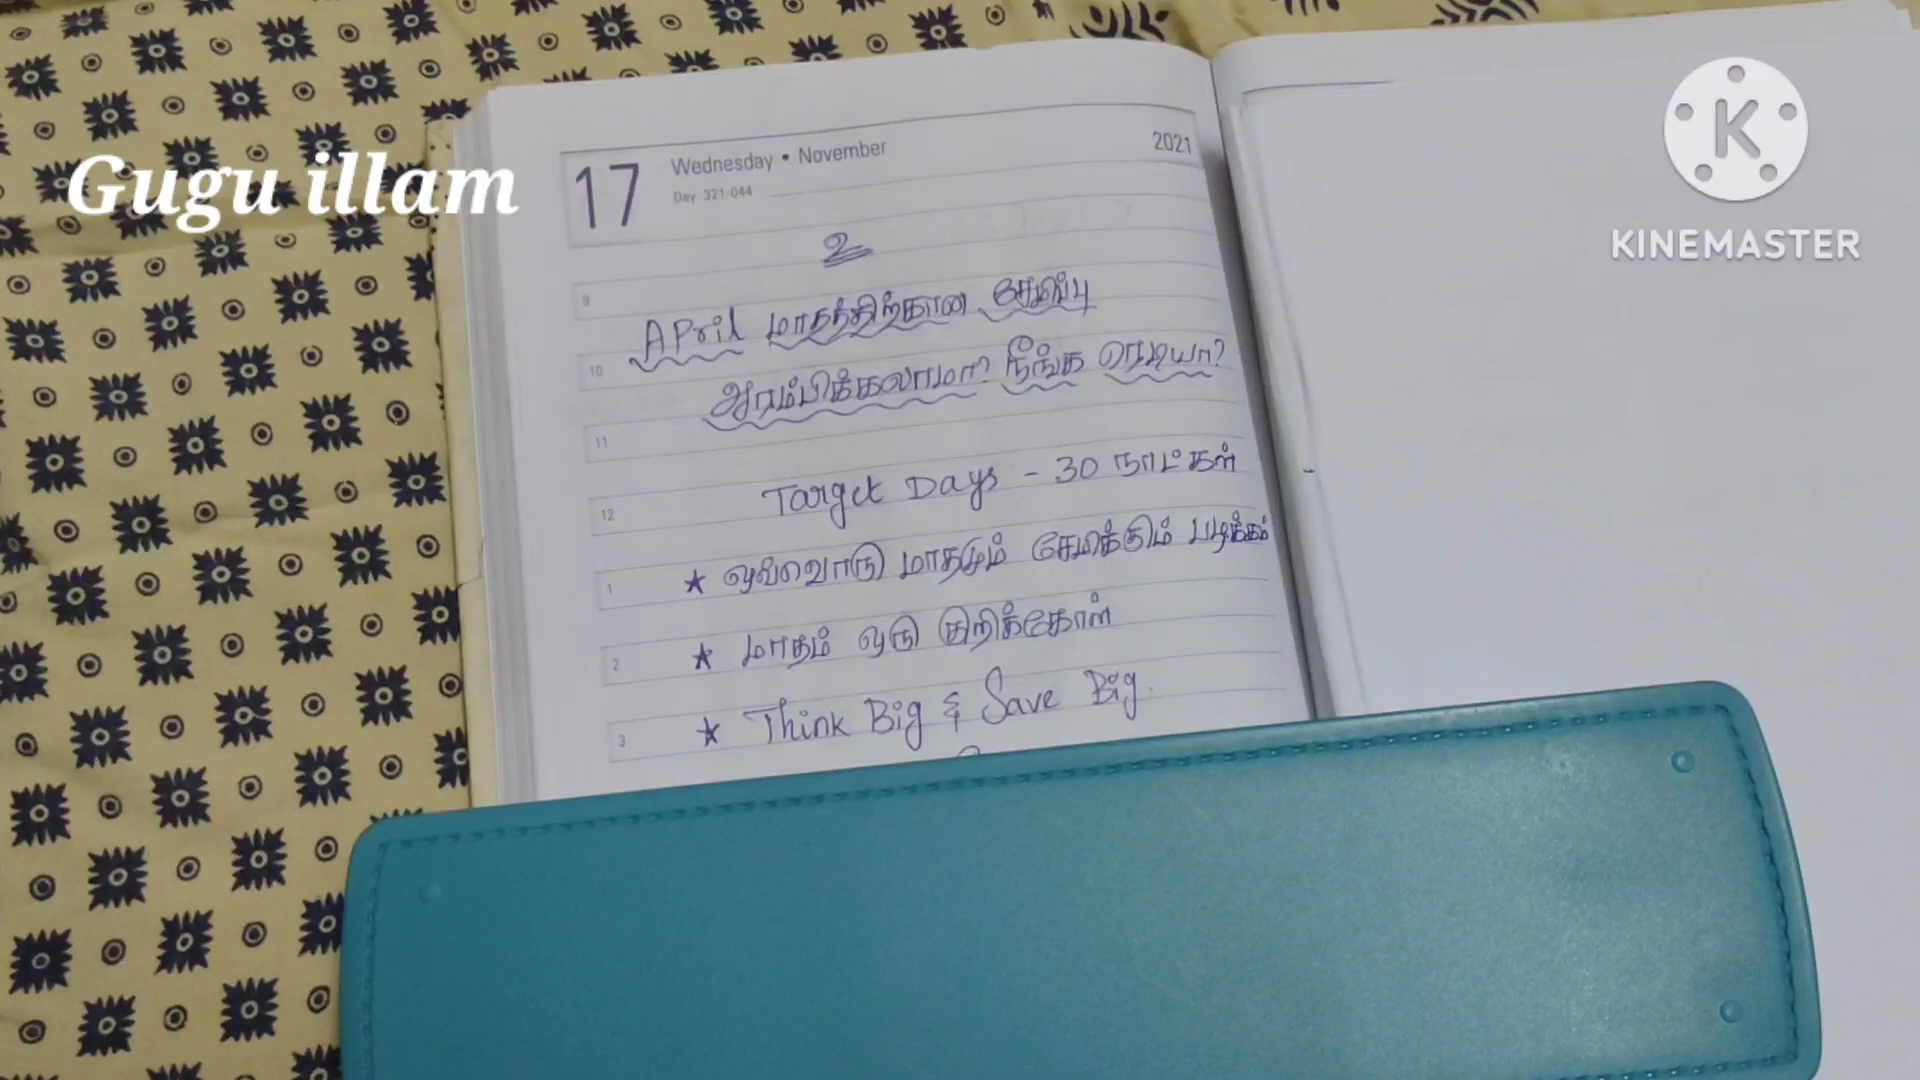 Gugu illam
KINEMASTER
17 Wednesday • November 2021
Day 321-044
உ
9
APril மாதத்திற்கான சேமிப்பு
10
ஆரம்பிக்கலாமா? நீங்க ரெடியா?
11
Target Days - 30 நாட்கள்
12
1 ★ ஒவ்வொரு மாதமும் சேமிக்கும் பழக்கம்
2 ★ மாதம் ஒரு குறிக்கோள்
3 ★ Think Big & Save Big.